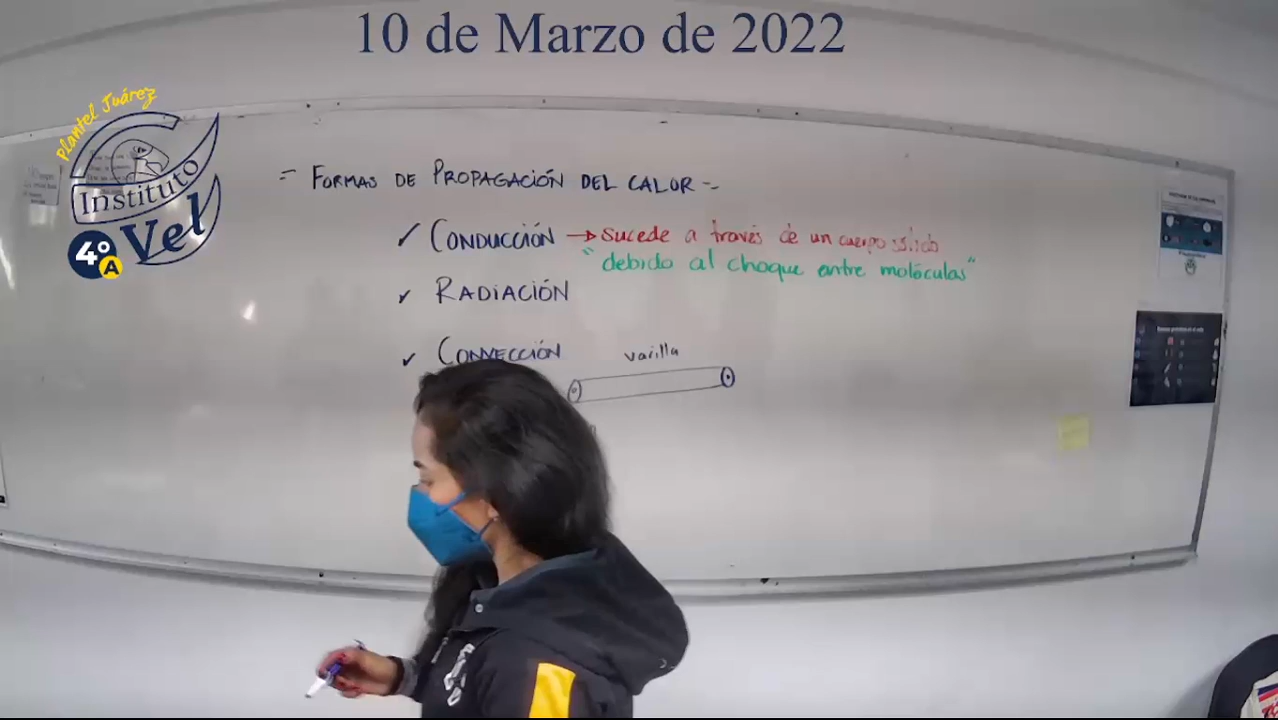 10 de Marzo de 2022
Plantel Juárez
Instituto
Vel
4° A
= FORMAS DE PROPAGACIÓN DEL CALOR =
✓ CONDUCCIÓN → Sucede a través de un cuerpo sólido
"debido al choque entre moléculas"
✓ RADIACIÓN
✓ CONVECCIÓN
varilla